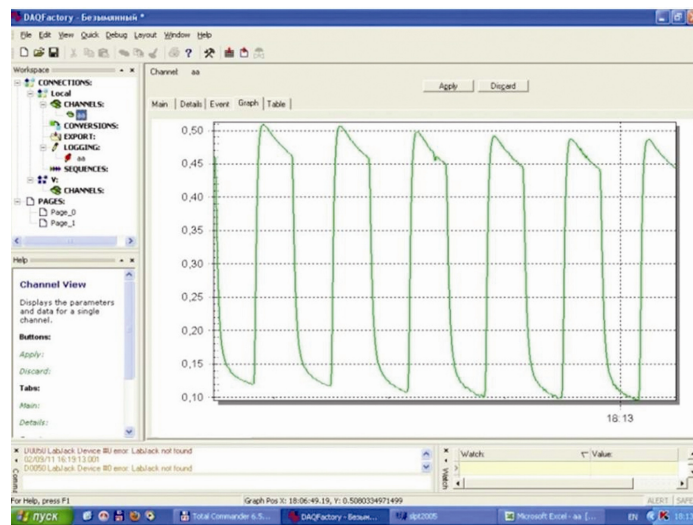 DAQFactory - Безымянный *
File Edit View Quick Debug Layout Window Help
Workspace
CONNECTIONS:
Local
CHANNELS:
aa
CONVERSIONS:
EXPORT:
LOGGING:
aa
SEQUENCES:
V:
CHANNELS:
PAGES:
Page_0
Page_1
Channel: aa
Apply Discard
Main Details Event Graph Table
0,50
0,45
0,40
0,35
0,30
0,25
0,20
0,15
0,10
18:13
Help
Channel View
Displays the parameters
and data for a single
channel.
Buttons:
Apply:
Discard:
Tabs:
Main:
Details:
D0050 LabJack Device #0 error: LabJack not found
02/09/11 16:19:13.001
D0050 LabJack Device #0 error: LabJack not found
Comma
Watch
Watch: Value:
For Help, press F1
Graph Pos X: 18:06:49.19, Y: 0.5080334971499
ALERT
пуск
Total Commander 6.5...
DAQFactory - Безым...
slpt2005
Microsoft Excel - aa [...
EN